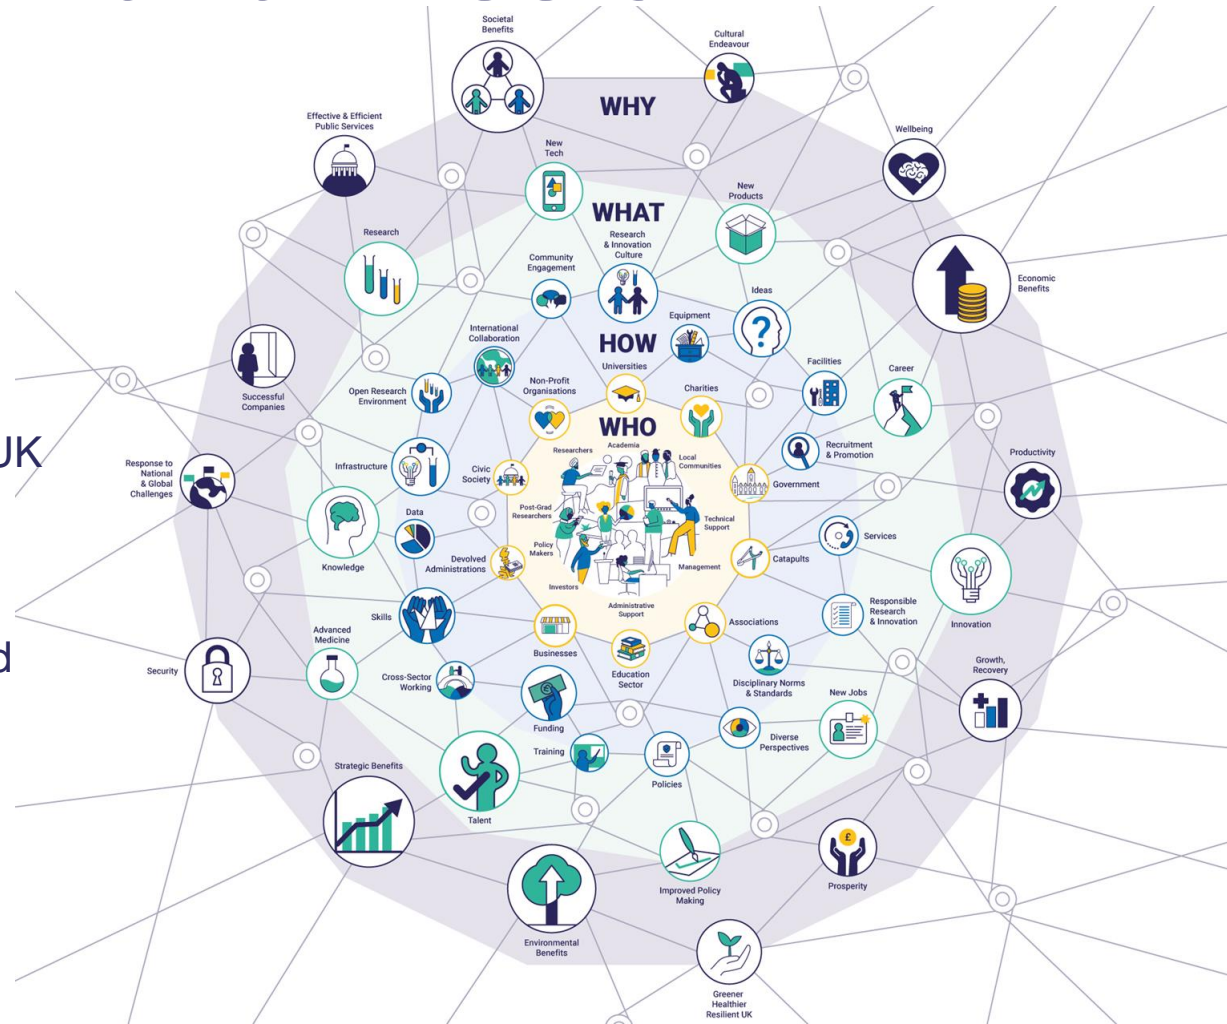 Societal
Benefits
Cultural
Endeavour
WHY
Effective & Efficient
Public Services
Wellbeing
New
Tech
New
Products
WHAT
Research
Research
& Innovation
Culture
Community
Engagement
Economic
Benefits
Ideas
Equipment
International
Collaboration
HOW
Universities
Facilities
Career
Successful
Companies
Open Research
Environment
Non-Profit
Organisations
Charities
WHO
UK
Response to
National
& Global
Challenges
Infrastructure
Civic
Society
Researchers
Academia
Local
Communities
Recruitment
& Promotion
Government
Productivity
Data
Post-Grad
Researchers
Technical
Support
Services
Knowledge
Devolved
Administrations
Policy
Makers
Investors
Management
Catapults
Administrative
Support
Skills
Businesses
Associations
Responsible
Research
& Innovation
Innovation
d
Advanced
Medicine
Security
Cross-Sector
Working
Education
Sector
Disciplinary Norms
& Standards
New Jobs
Growth,
Recovery
Funding
Training
Policies
Diverse
Perspectives
Strategic Benefits
Talent
£
Improved Policy
Making
Prosperity
Environmental
Benefits
Greener
Healthier
Resilient UK